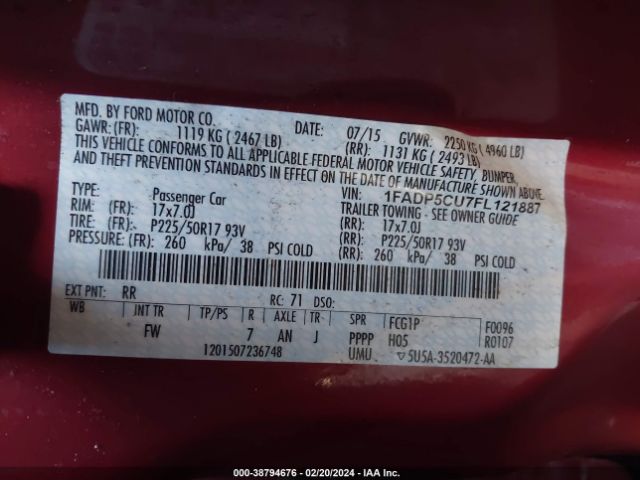 MFD. BY FORD MOTOR CO. DATE: 07/15 GVWR: 2250 KG (4960 LB)
GAWR: (FR): 1119 KG (2467 LB) (RR): 1131 KG (2493 LB)
THIS VEHICLE CONFORMS TO ALL APPLICABLE FEDERAL MOTOR VEHICLE SAFETY, BUMPER,
AND THEFT PREVENTION STANDARDS IN EFFECT ON THE DATE OF MANUFACTURE SHOWN ABOVE.
TYPE: Passenger Car VIN: 1FADP5CU7FL121887
TRAILER TOWING - SEE OWNER GUIDE
RIM: (FR): 17x7.0J (RR): 17x7.0J
TIRE: (FR): P225/50R17 93V (RR): P225/50R17 93V
PRESSURE: (FR): 260 kPa/ 38 PSI COLD (RR): 260 kPa/ 38 PSI COLD
EXT PNT: RR RC: 71 DSO:
WB INT TR TP/PS R AXLE TR- SPR FCG1P F0096
FW 7 AN J PPPP H05 R0107
1201507236748 UMU ▽5U5A-3520472-AA
000-38794676 - 02/20/2024 - IAA, Inc.